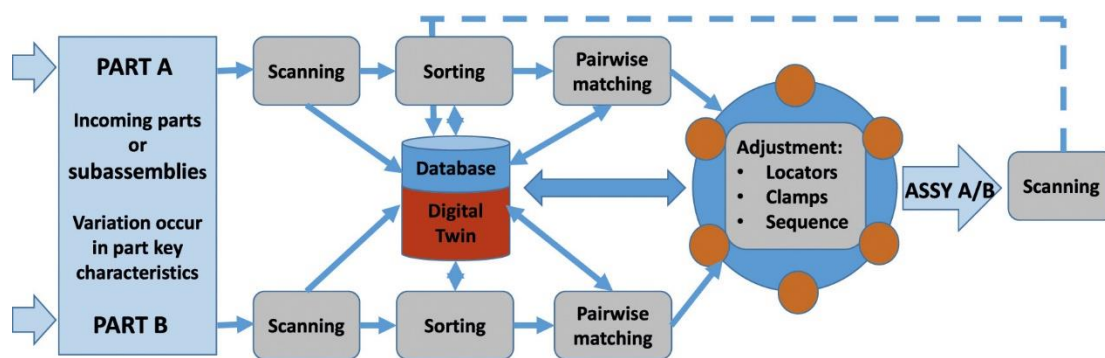 PART A
Incoming parts
or
subassemblies
Variation occur
in part key
characteristics
PART B
Scanning
Sorting
Pairwise
matching
Database
Digital
Twin
Scanning
Sorting
Pairwise
matching
Adjustment:
• Locators
• Clamps
• Sequence
ASSY A/B
Scanning